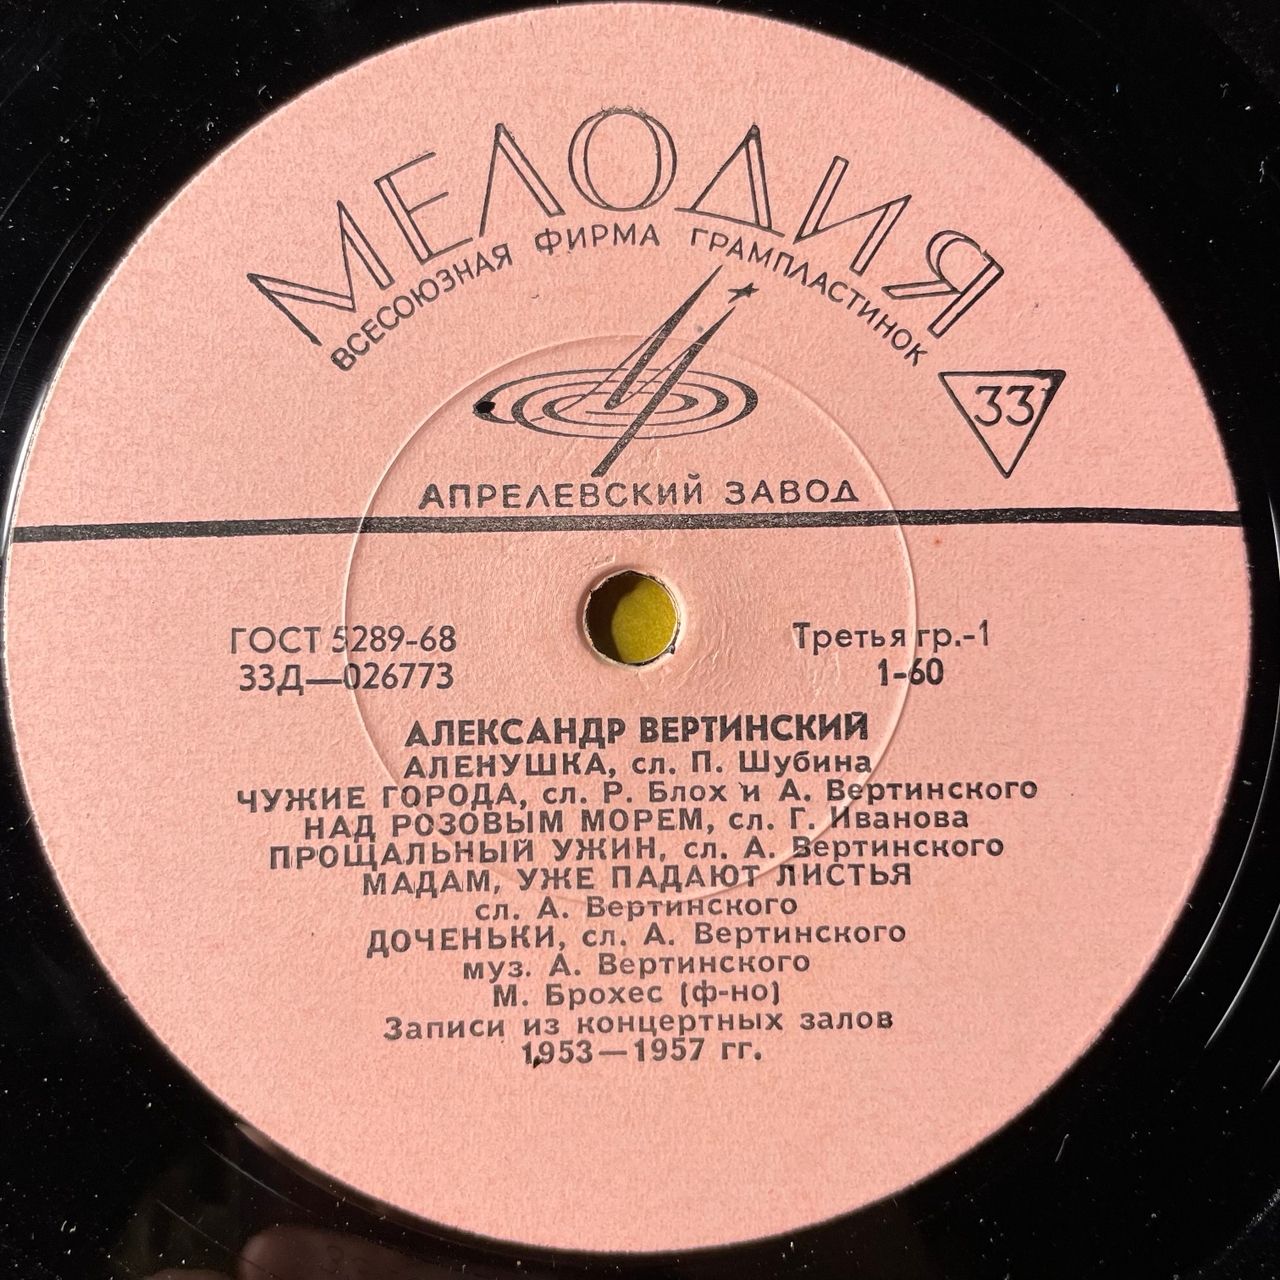 МЕЛОДИЯ
ВСЕСОЮЗНАЯ ФИРМА ГРАМПЛАСТИНОК
33
АПРЕЛЕВСКИЙ ЗАВОД
ГОСТ 5289-68
Третья гр.-1
33Д—026773
1-60
АЛЕКСАНДР ВЕРТИНСКИЙ
АЛЕНУШКА, сл. П. Шубина
ЧУЖИЕ ГОРОДА, сл. Р. Блох и А. Вертинского
НАД РОЗОВЫМ МОРЕМ, сл. Г. Иванова
ПРОЩАЛЬНЫЙ УЖИН, сл. А. Вертинского
МАДАМ, УЖЕ ПАДАЮТ ЛИСТЬЯ
сл. А. Вертинского
ДОЧЕНЬКИ, сл. А. Вертинского
муз. А. Вертинского
М. Брохес (ф-но)
Записи из концертных залов
1953—1957 гг.